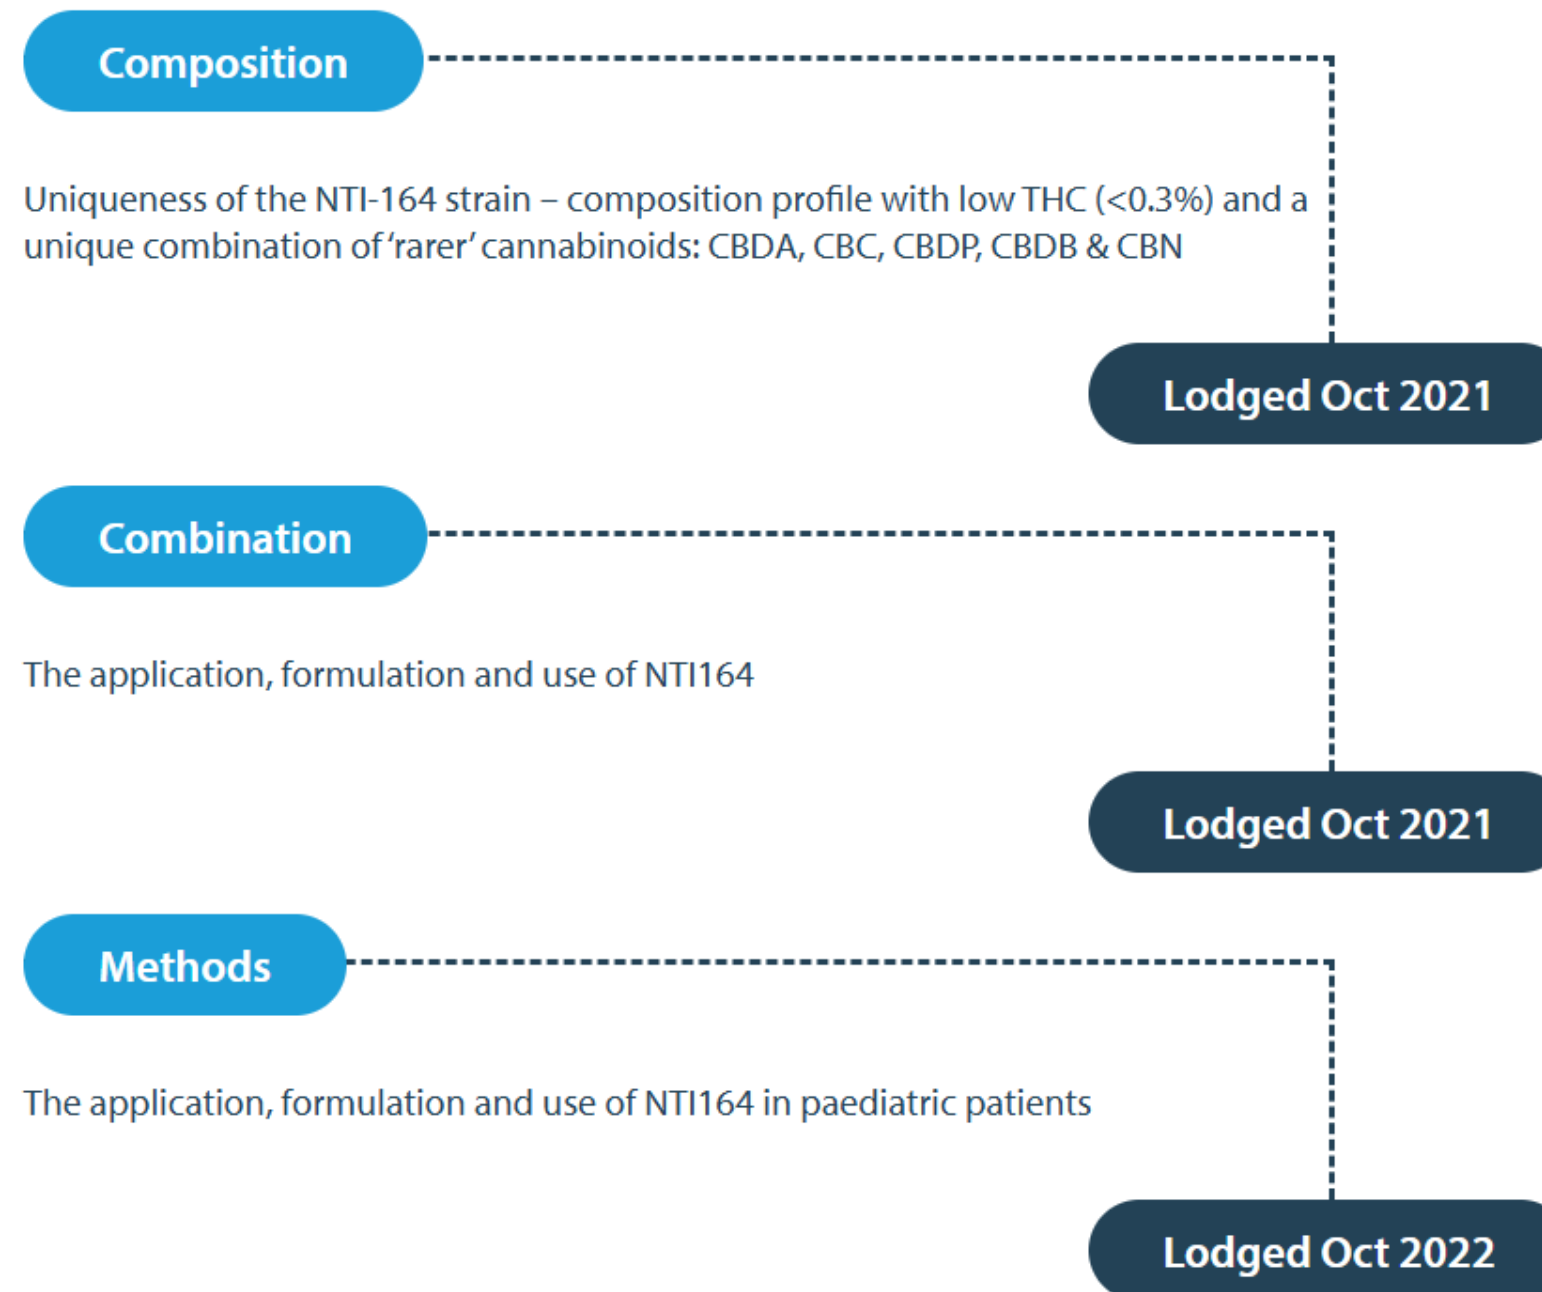 Composition
Uniqueness of the NTI-164 strain – composition profile with low THC (<0.3%) and a
unique combination of ‘rarer’ cannabinoids: CBDA, CBC, CBDP, CBDB & CBN
Lodged Oct 2021
Combination
The application, formulation and use of NTI164
Lodged Oct 2021
Methods
The application, formulation and use of NTI164 in paediatric patients
Lodged Oct 2022